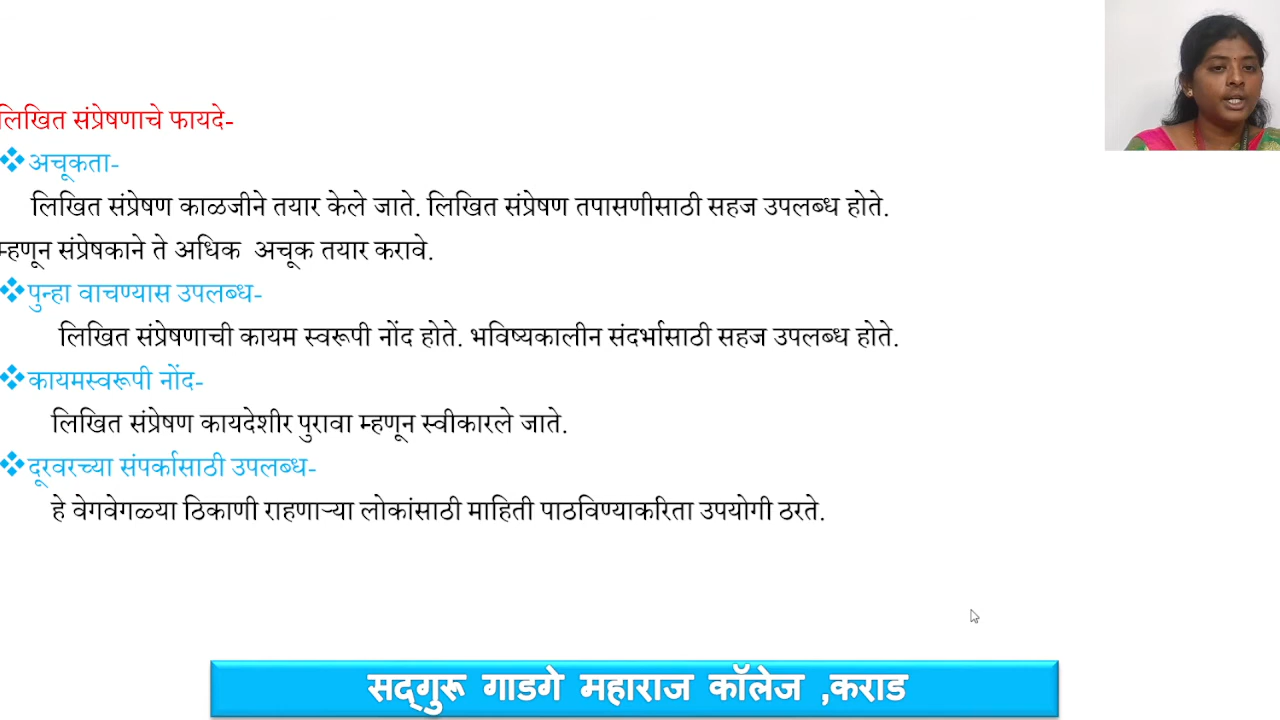 लिखित संप्रेषणाचे फायदे-
❖अचूकता-
लिखित संप्रेषण काळजीने तयार केले जाते. लिखित संप्रेषण तपासणीसाठी सहज उपलब्ध होते.
म्हणून संप्रेषकाने ते अधिक अचूक तयार करावे.
❖पुन्हा वाचण्यास उपलब्ध-
लिखित संप्रेषणाची कायम स्वरूपी नोंद होते. भविष्यकालीन संदर्भासाठी सहज उपलब्ध होते.
❖कायमस्वरूपी नोंद-
लिखित संप्रेषण कायदेशीर पुरावा म्हणून स्वीकारले जाते.
❖दूरवरच्या संपर्कासाठी उपलब्ध-
हे वेगवेगळ्या ठिकाणी राहणाऱ्या लोकांसाठी माहिती पाठविण्याकरिता उपयोगी ठरते.
सद्‌गुरू गाडगे महाराज कॉलेज ,कराड